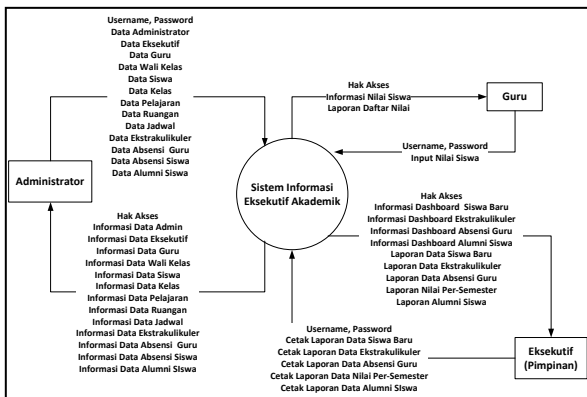 Username, Password
Data Administrator
Data Eksekutif
Data Guru
Data Wali Kelas
Data Siswa
Data Kelas
Data Pelajaran
Data Ruangan
Data Jadwal
Data Ekstrakulikuler
Data Absensi Guru
Data Absensi Siswa
Data Alumni Siswa
Administrator
Hak Akses
Informasi Data Admin
Informasi Data Eksekutif
Informasi Data Guru
Informasi Data Wali Kelas
Informasi Data Siswa
Informasi Data Kelas
Informasi Data Pelajaran
Informasi Data Ruangan
Informasi Data Jadwal
Informasi Data Ekstrakulikuler
Informasi Data Absensi Guru
Informasi Data Absensi Siswa
Informasi Data Alumni SIswa
Sistem Informasi
Eksekutif Akademik
Hak Akses
Informasi Nilai Siswa
Laporan Daftar Nilai
Guru
Username, Password
Input Nilai Siswa
Hak Akses
Informasi Dashboard Siswa Baru
Informasi Dashboard Ekstrakulikuler
Informasi Dashboard Absensi Guru
Informasi Dashboard Alumni Siswa
Laporan Data Siswa Baru
Laporan Data Ekstrakulikuler
Laporan Data Absensi Guru
Laporan Nilai Per-Semester
Laporan Alumni Siswa
Username, Password
Cetak Laporan Data Siswa Baru
Cetak Laporan Data Ekstrakulikuler
Cetak Laporan Data Absensi Guru
Cetak Laporan Data Nilai Per-Semester
Cetak Laporan Data Alumni SIswa
Eksekutif
(Pimpinan)